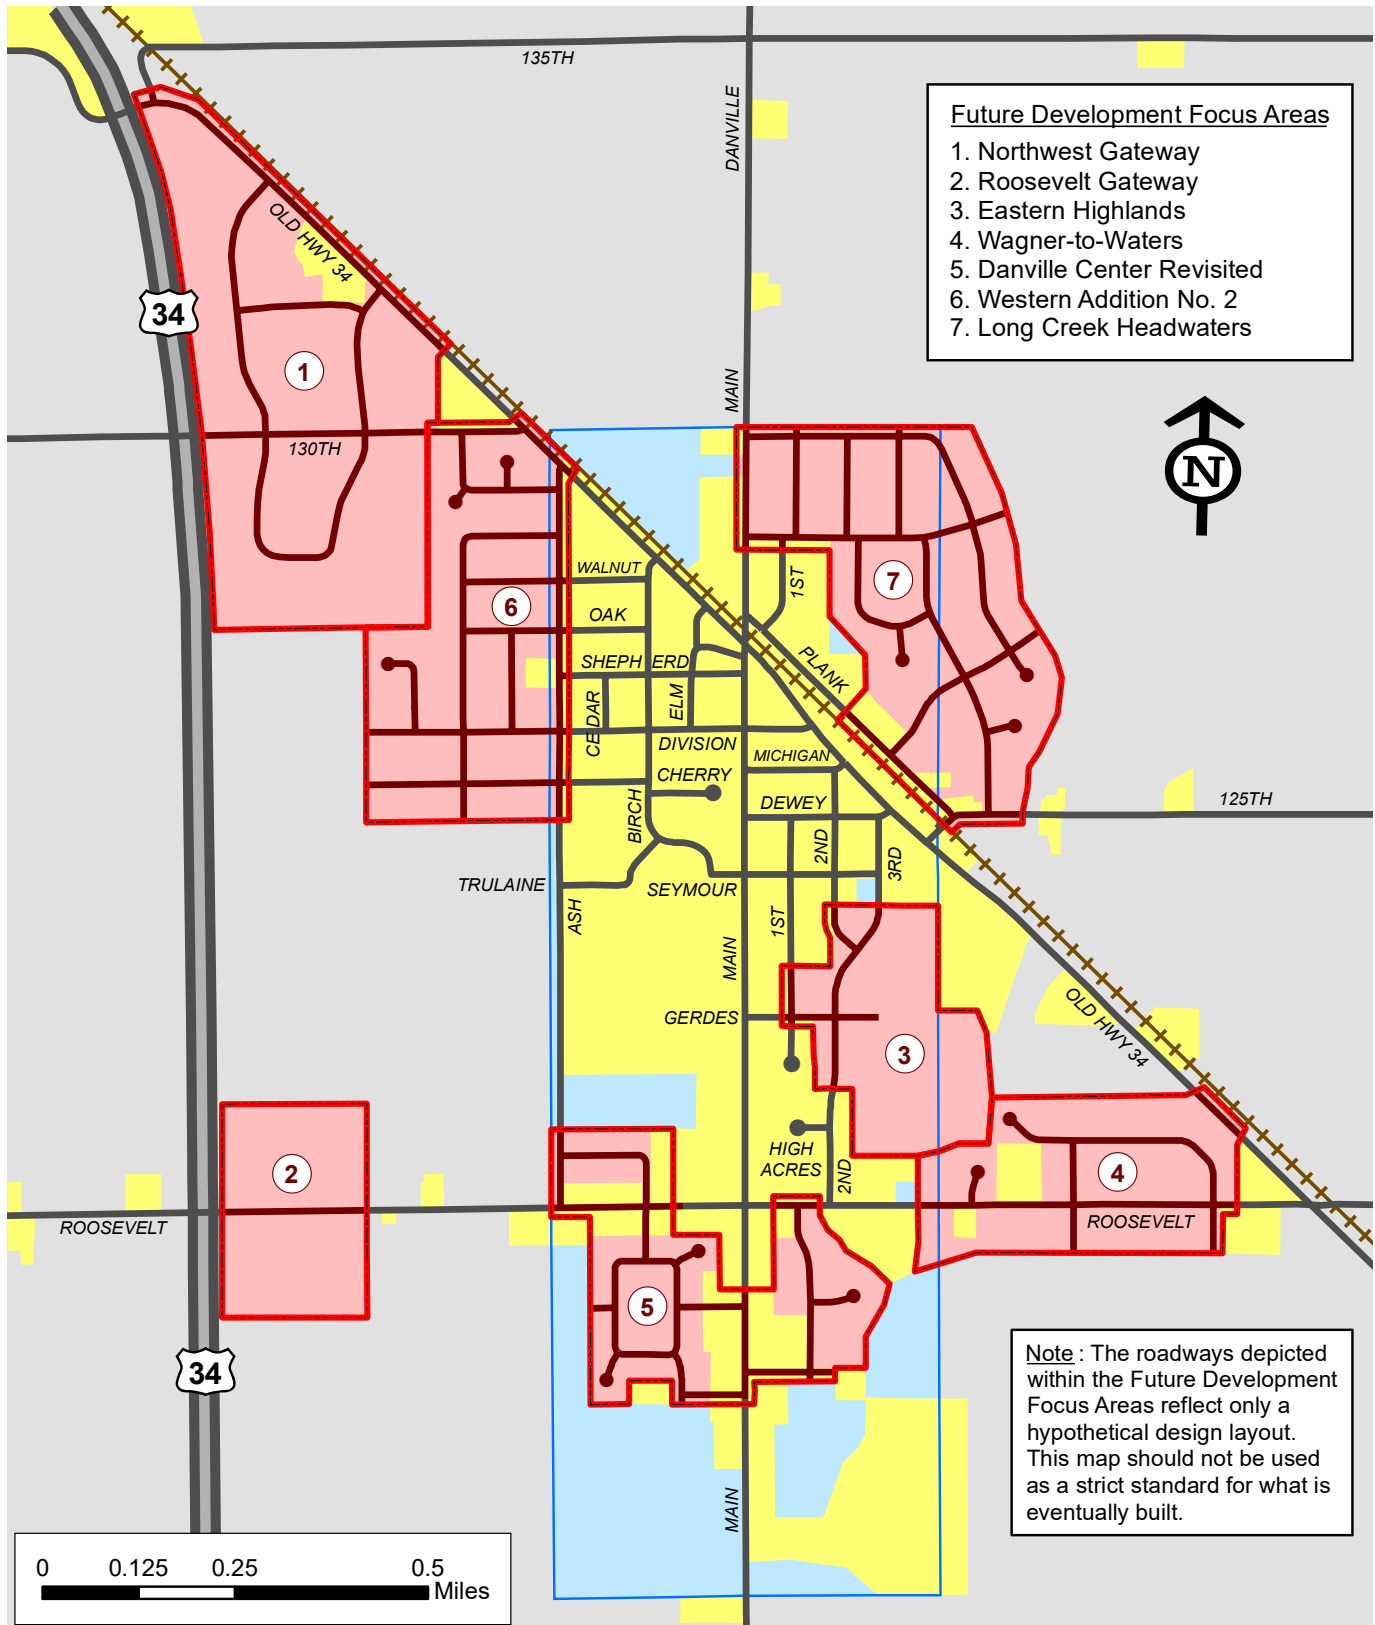 135TH
DANVILLE
Future Development Focus Areas
1. Northwest Gateway
2. Roosevelt Gateway
3. Eastern Highlands
4. Wagner-to-Waters
5. Danville Center Revisited
6. Western Addition No. 2
7. Long Creek Headwaters
OLD HWY 34
34
1
MAIN
130TH
N
WALNUT
1ST
7
6
OAK
SHEPHERD
PLANK
CEDAR
ELM
DIVISION
MICHIGAN
CHERRY
DEWEY
125TH
BIRCH
2ND
3RD
TRULAINE
SEYMOUR
ASH
1ST
MAIN
GERDES
OLD HWY 34
3
HIGH
ACRES
2ND
2
4
ROOSEVELT
ROOSEVELT
5
34
Note : The roadways depicted
within the Future Development
Focus Areas reflect only a
hypothetical design layout.
This map should not be used
as a strict standard for what is
eventually built.
MAIN
0 0.125 0.25 0.5
Miles